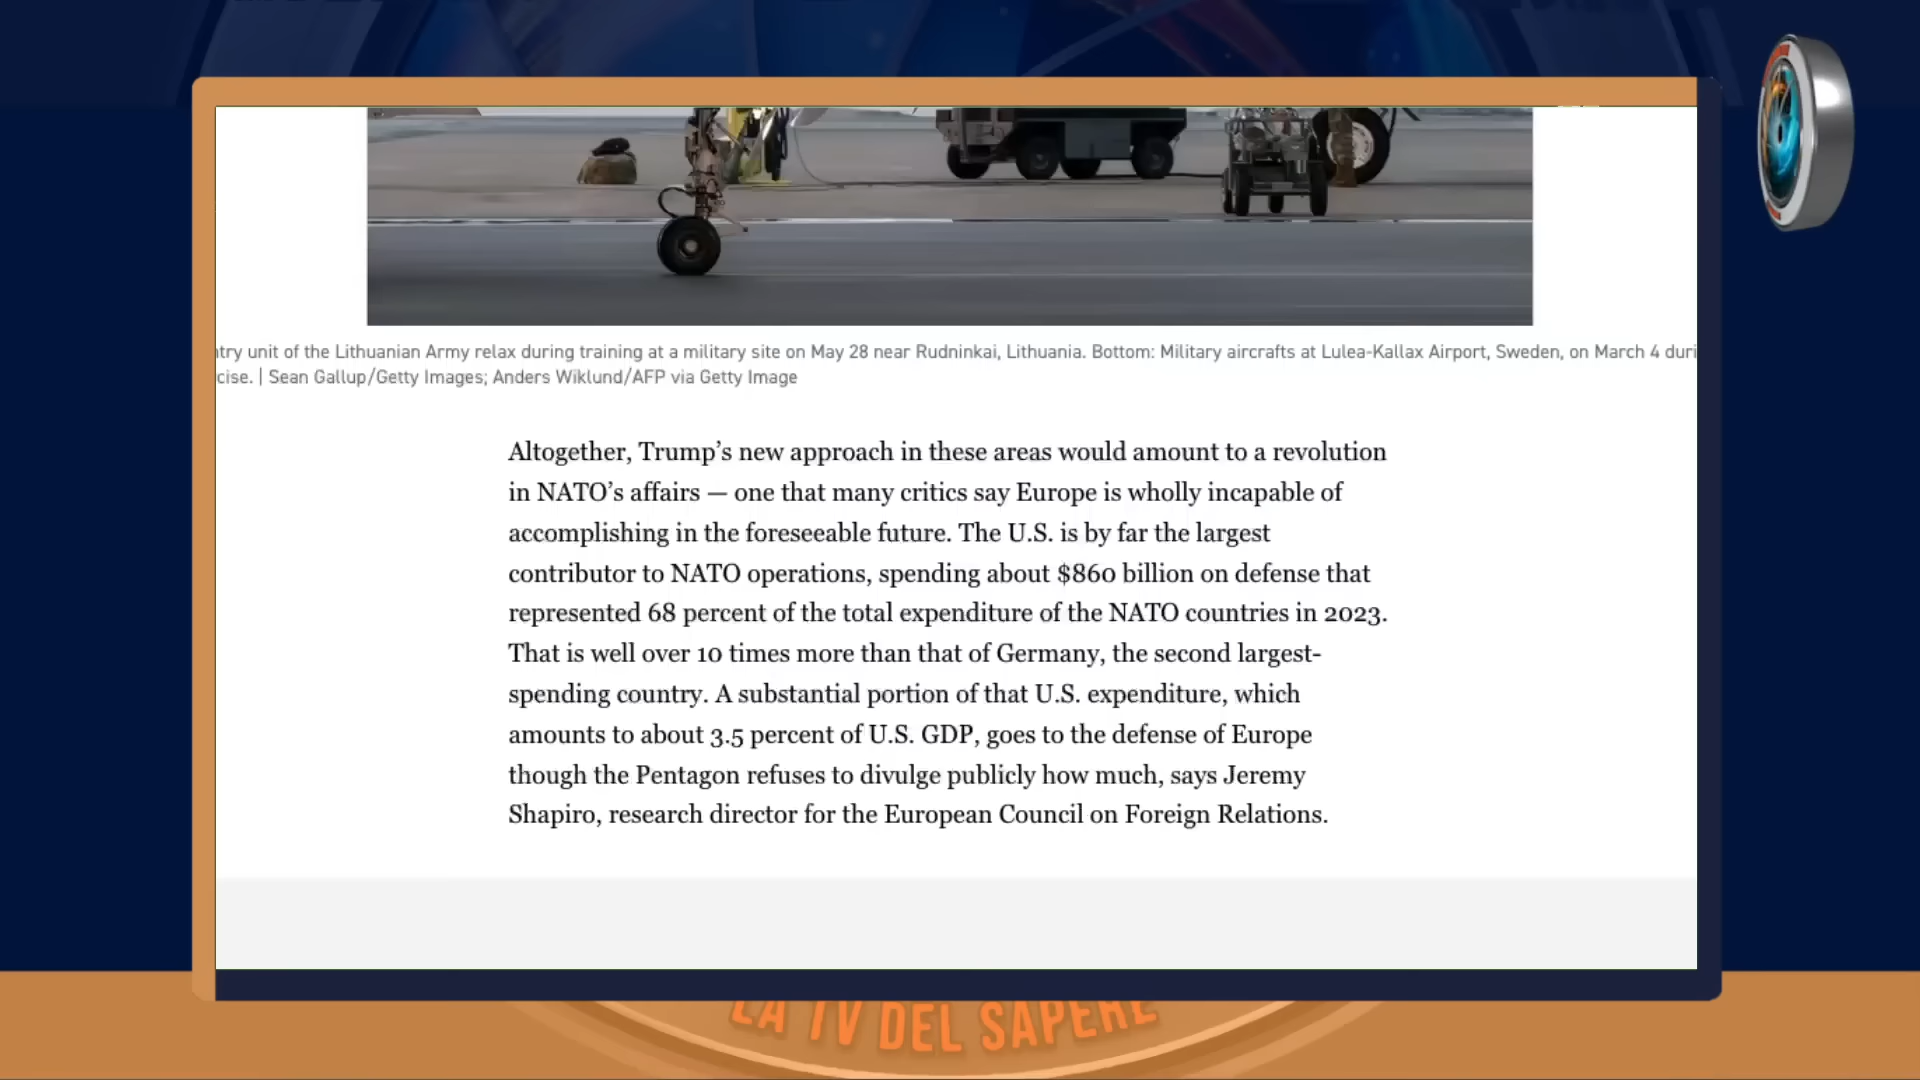 try unit of the Lithuanian Army relax during training at a military site on May 28 near Rudninkai, Lithuania. Bottom: Military aircrafts at Lulea-Kallax Airport, Sweden, on March 4 duri
cise. | Sean Gallup/Getty Images; Anders Wiklund/AFP via Getty Image
Altogether, Trump’s new approach in these areas would amount to a revolution
in NATO’s affairs — one that many critics say Europe is wholly incapable of
accomplishing in the foreseeable future. The U.S. is by far the largest
contributor to NATO operations, spending about $860 billion on defense that
represented 68 percent of the total expenditure of the NATO countries in 2023.
That is well over 10 times more than that of Germany, the second largest-
spending country. A substantial portion of that U.S. expenditure, which
amounts to about 3.5 percent of U.S. GDP, goes to the defense of Europe
though the Pentagon refuses to divulge publicly how much, says Jeremy
Shapiro, research director for the European Council on Foreign Relations.
LA TV DEL SAPERE